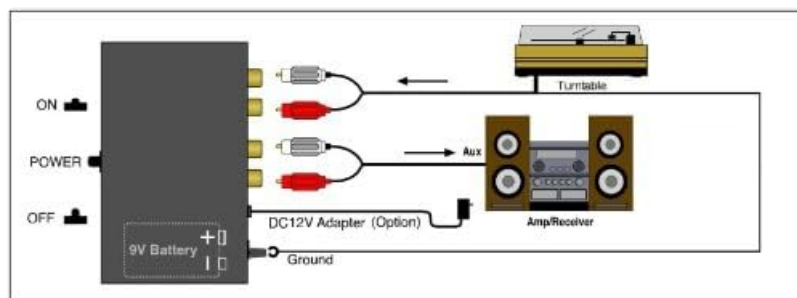 Turntable
ON
POWER
Aux
OFF
DC12V Adapter (Option)
Amp/Receiver
9V Battery
+
−
Ground